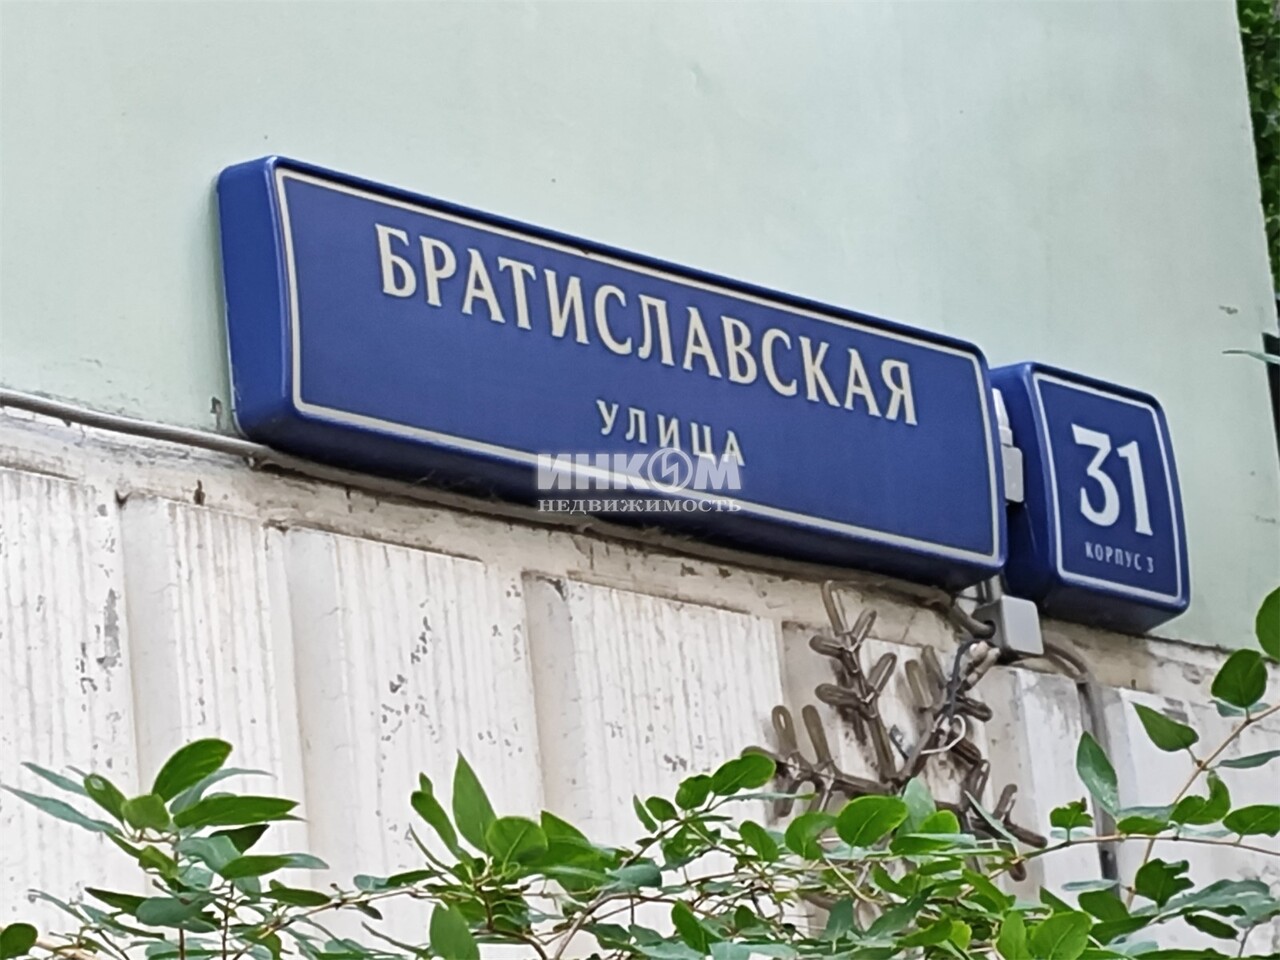 БРАТИСЛАВСКАЯ
УЛИЦА
31
КОРПУС 3
ИНКОМ
НЕДВИЖИМОСТЬ